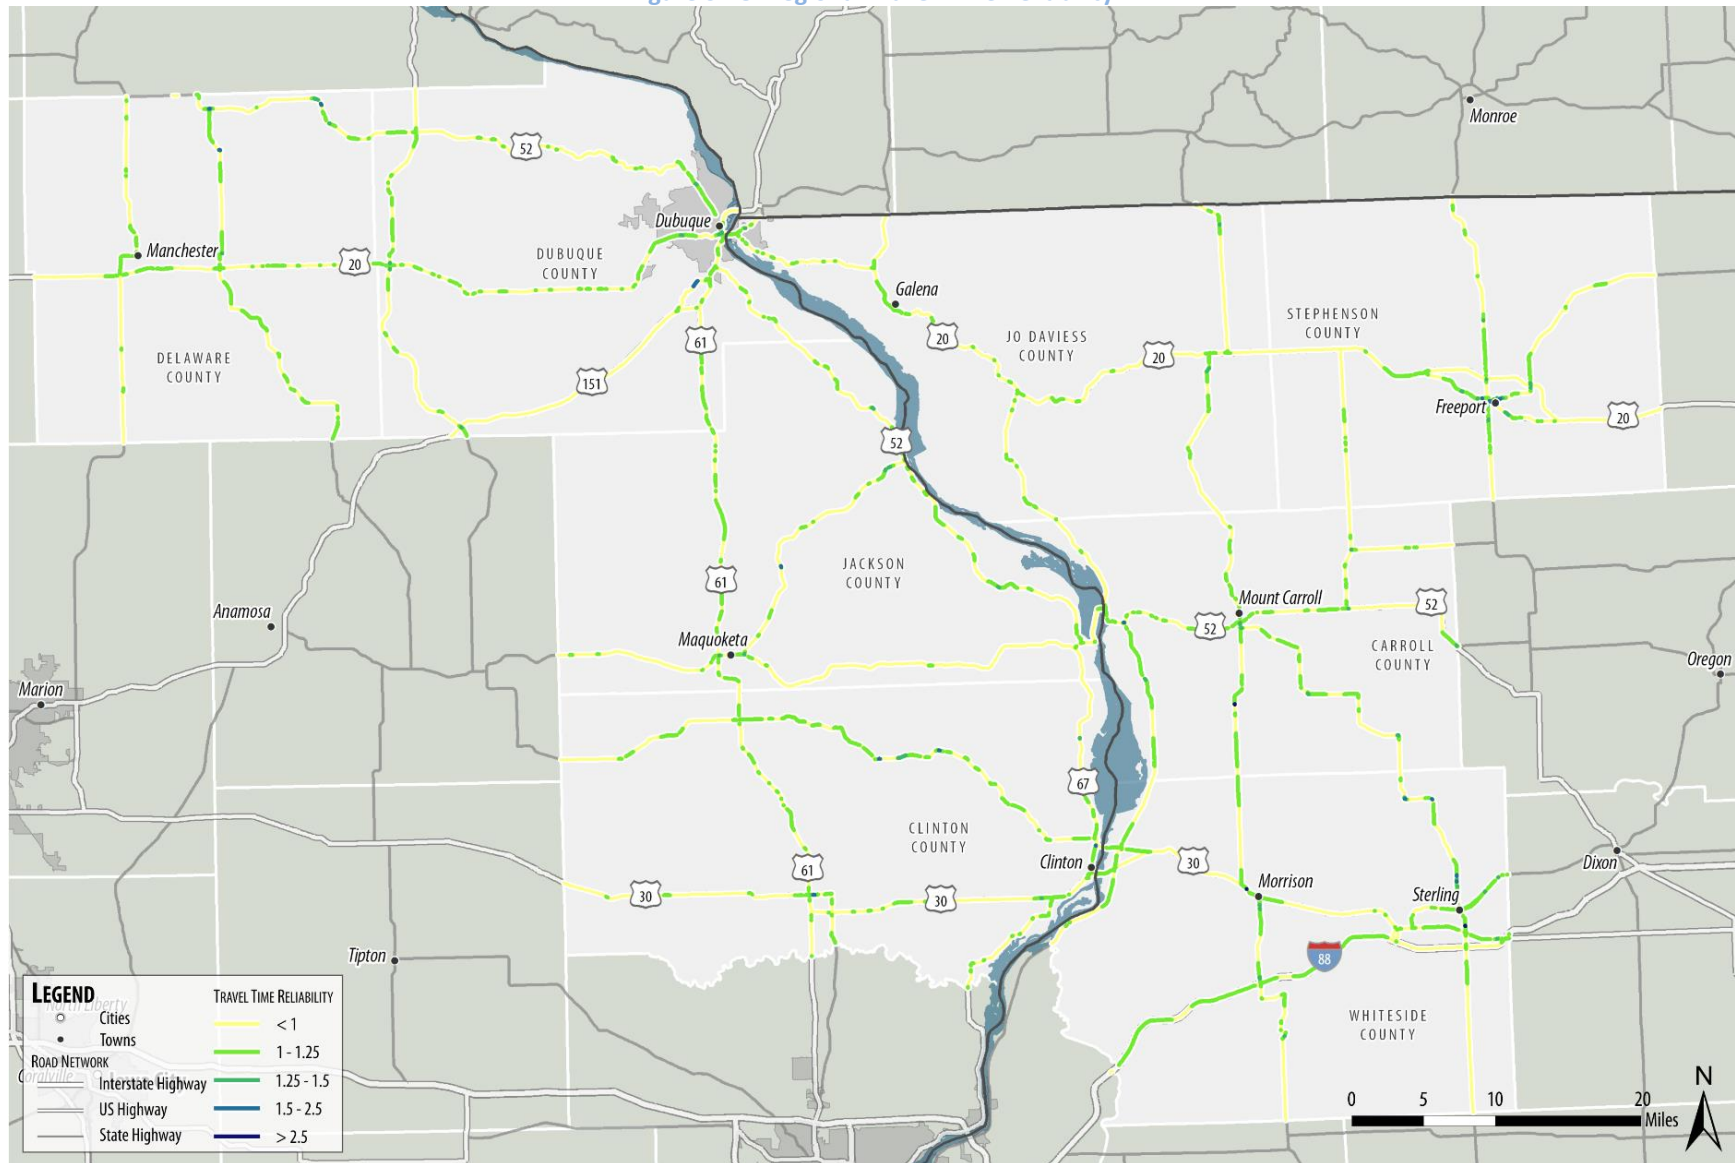 Monroe
52
Dubuque
Manchester
20
DUBUQUE
COUNTY
Galena
STEPHENSON
COUNTY
JO DAVIESS
COUNTY
20
20
61
DELAWARE
COUNTY
151
Freeport
20
52
JACKSON
COUNTY
61
Anamosa
Mount Carroll
52
52
Maquoketa
CARROLL
COUNTY
Oregon
Marion
67
CLINTON
COUNTY
Clinton
30
Dixon
61
30
30
Morrison
Sterling
Tipton
88
WHITESIDE
COUNTY
LEGEND
TRAVEL TIME RELIABILITY
North Liberty
Cities
Towns
ROAD NETWORK
Coralville
Interstate Highway
US Highway
State Highway
< 1
1 - 1.25
1.25 - 1.5
1.5 - 2.5
> 2.5
N
0 5 10 20
Miles